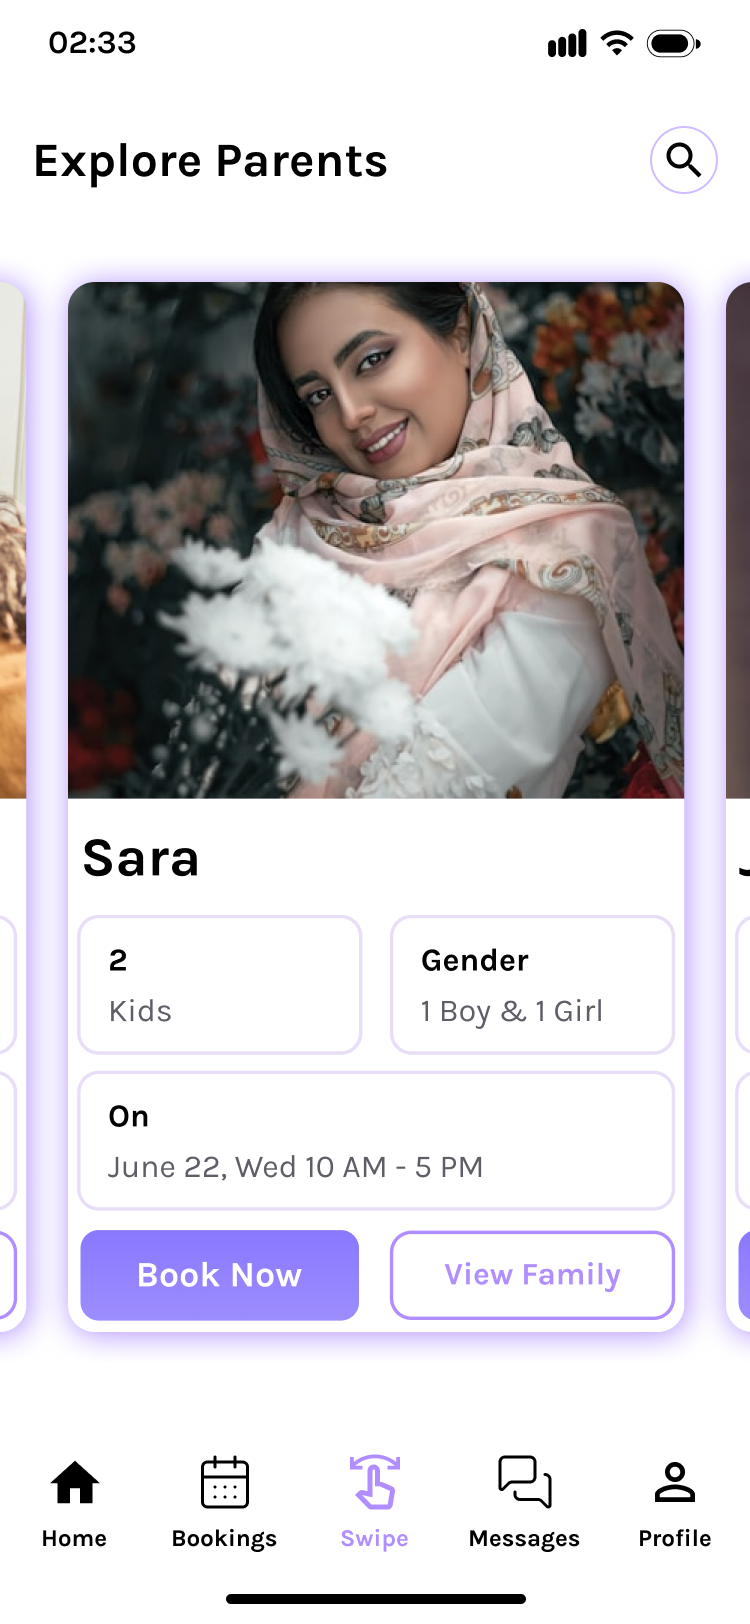 02:33
Explore Parents
Sara
2
Kids
Gender
1 Boy & 1 Girl
On
June 22, Wed 10 AM - 5 PM
Book Now
View Family
Home
Bookings
Swipe
Messages
Profile